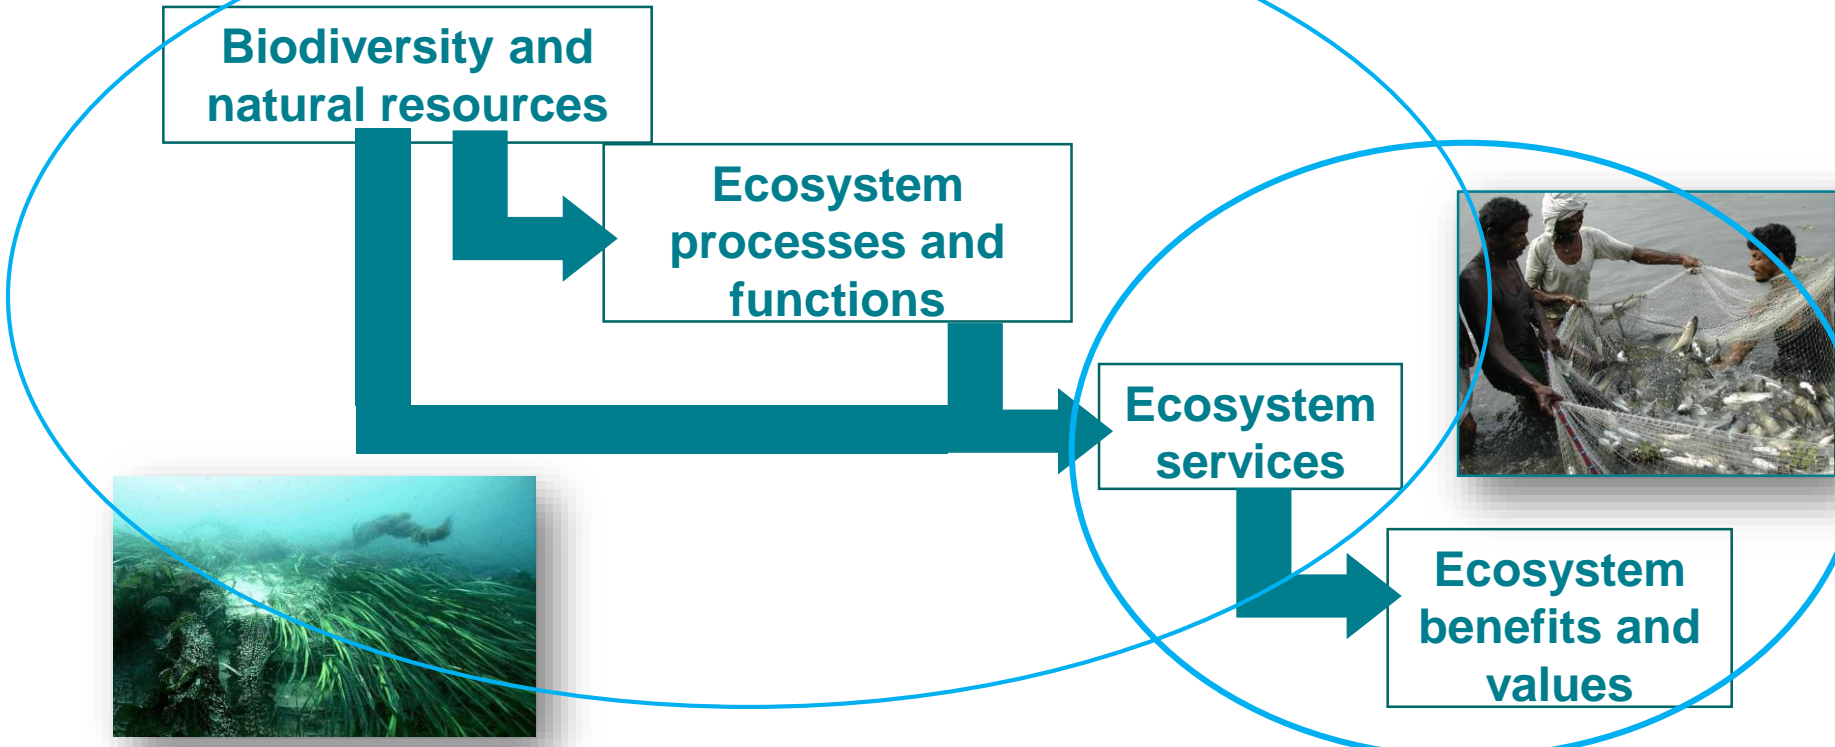 Biodiversity and
natural resources
Ecosystem
processes and
functions
Ecosystem
services
Ecosystem
benefits and
values